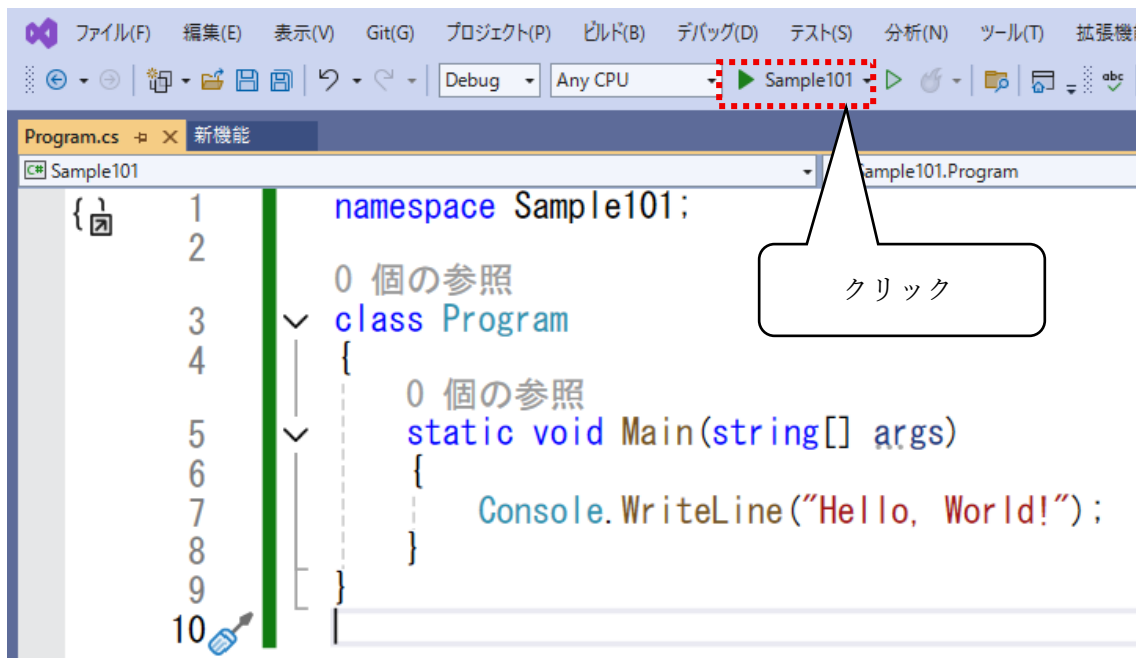 ファイル(F) 編集(E) 表示(V) Git(G) プロジェクト(P) ビルド(B) デバッグ(D) テスト(S) 分析(N) ツール(T) 拡張機
Debug Any CPU Sample101 abc
Program.cs 新機能
C# Sample101 Sample101.Program
1 namespace Sample101;
2
0 個の参照
3 class Program
4 {
0 個の参照
5 static void Main(string[] args)
6 {
7 Console.WriteLine("Hello, World!");
8 }
9 }
10
クリック